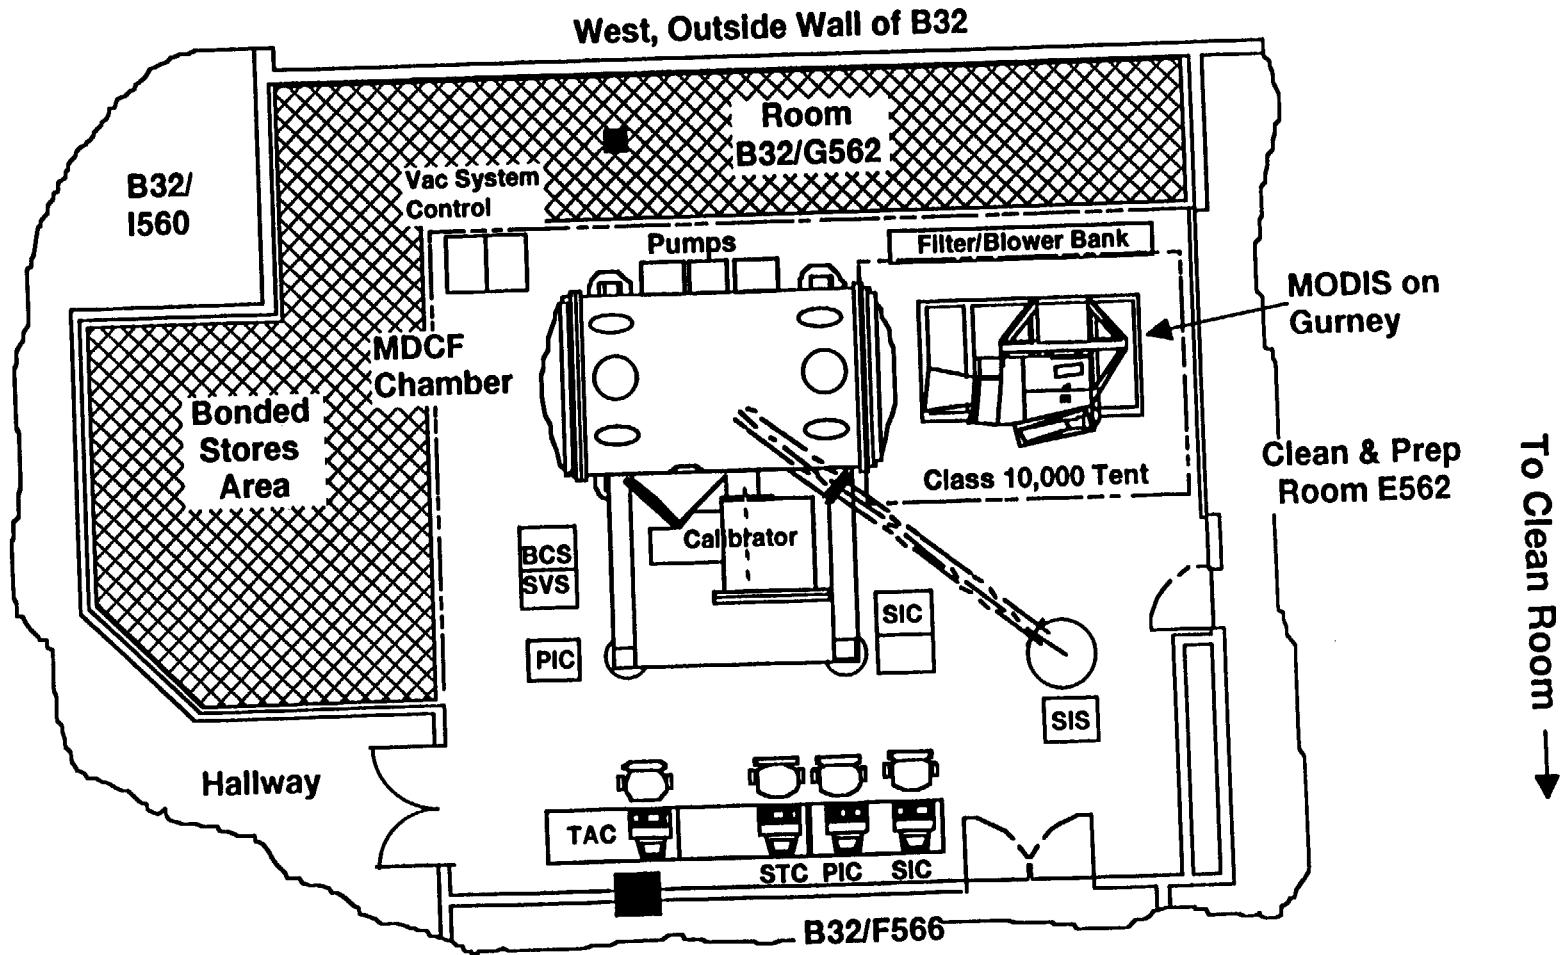 West, Outside Wall of B32
Room
B32/G562
B32/
I560
Vac System
Control
Pumps
Filter/Blower Bank
MODIS on
Gurney
MDCF
Chamber
Bonded
Stores
Area
Class 10,000 Tent
Clean & Prep
Room E562
To Clean Room
Calibrator
BCS
SVS
SIC
PIC
SIS
Hallway
TAC
STC PIC SIC
B32/F566